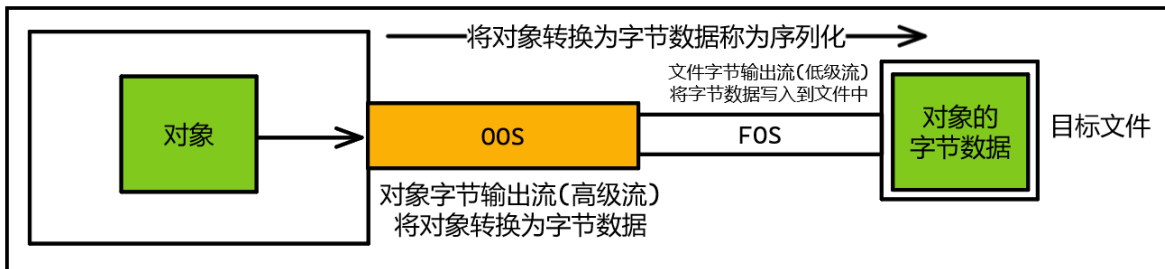 将对象转换为字节数据称为序列化
文件字节输出流(低级流)
将字节数据写入到文件中
对象
OOS
FOS
对象的
字节数据
目标文件
对象字节输出流(高级流)
将对象转换为字节数据